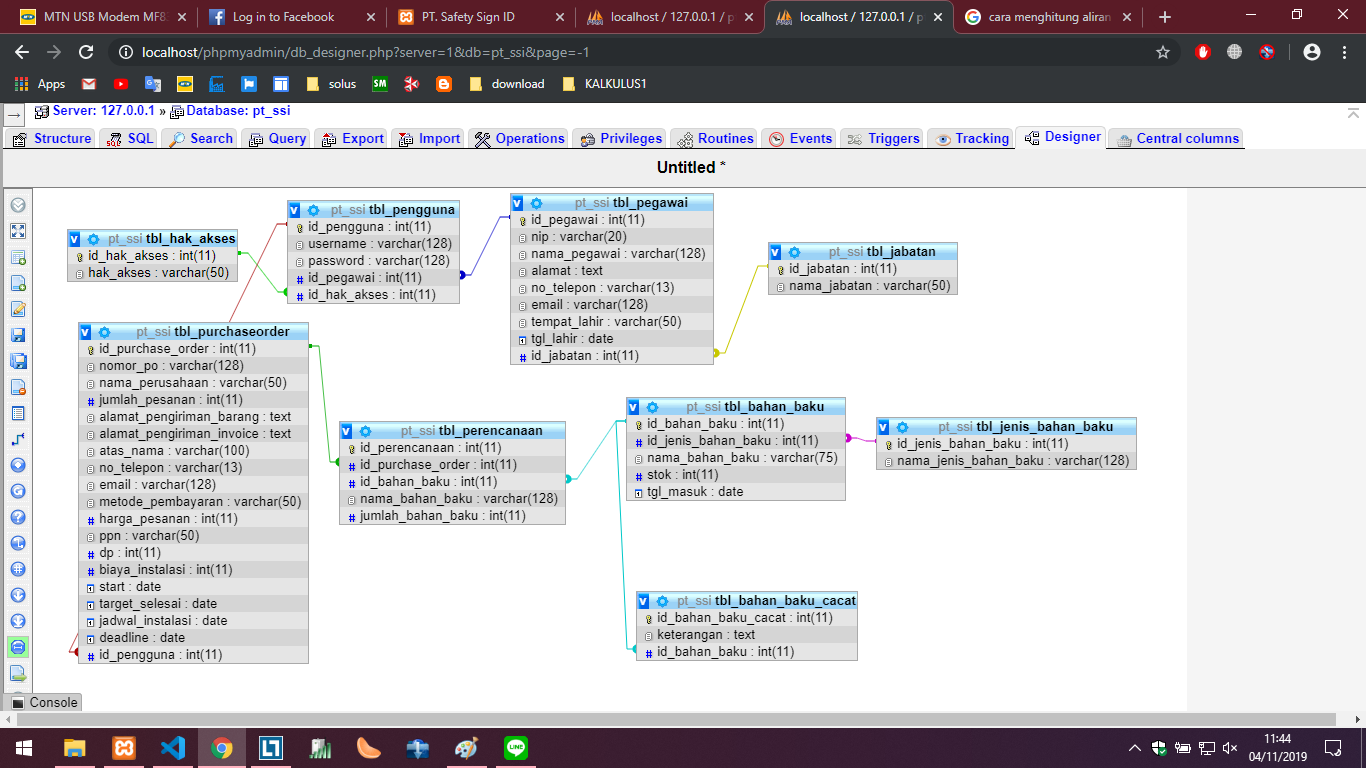 MTN USB Modem MF8
Log in to Facebook
PT. Safety Sign ID
localhost / 127.0.0.1 / p
localhost / 127.0.0.1 / p
cara menghitung aliran
localhost/phpmyadmin/db_designer.php?server=1&db=pt_ssi&page=-1
Apps
solus
SM
download
KALKULUS1
Server: 127.0.0.1 » Database: pt_ssi
Structure
SQL
Search
Query
Export
Import
Operations
Privileges
Routines
Events
Triggers
Tracking
Designer
Central columns
Untitled *
pt_ssi tbl_hak_akses
id_hak_akses : int(11)
hak_akses : varchar(50)
pt_ssi tbl_pengguna
id_pengguna : int(11)
username : varchar(128)
password : varchar(128)
id_pegawai : int(11)
id_hak_akses : int(11)
pt_ssi tbl_pegawai
id_pegawai : int(11)
nip : varchar(20)
nama_pegawai : varchar(128)
alamat : text
no_telepon : varchar(13)
email : varchar(128)
tempat_lahir : varchar(50)
tgl_lahir : date
id_jabatan : int(11)
pt_ssi tbl_jabatan
id_jabatan : int(11)
nama_jabatan : varchar(50)
pt_ssi tbl_purchaseorder
id_purchase_order : int(11)
nomor_po : varchar(128)
nama_perusahaan : varchar(50)
jumlah_pesanan : int(11)
alamat_pengiriman_barang : text
alamat_pengiriman_invoice : text
atas_nama : varchar(100)
no_telepon : varchar(13)
email : varchar(128)
metode_pembayaran : varchar(50)
harga_pesanan : int(11)
ppn : varchar(50)
dp : int(11)
biaya_instalasi : int(11)
start : date
target_selesai : date
jadwal_instalasi : date
deadline : date
id_pengguna : int(11)
pt_ssi tbl_perencanaan
id_perencanaan : int(11)
id_purchase_order : int(11)
id_bahan_baku : int(11)
nama_bahan_baku : varchar(128)
jumlah_bahan_baku : int(11)
pt_ssi tbl_bahan_baku
id_bahan_baku : int(11)
id_jenis_bahan_baku : int(11)
nama_bahan_baku : varchar(75)
stok : int(11)
tgl_masuk : date
pt_ssi tbl_jenis_bahan_baku
id_jenis_bahan_baku : int(11)
nama_jenis_bahan_baku : varchar(128)
pt_ssi tbl_bahan_baku_cacat
id_bahan_baku_cacat : int(11)
keterangan : text
id_bahan_baku : int(11)
Console
11:44
04/11/2019